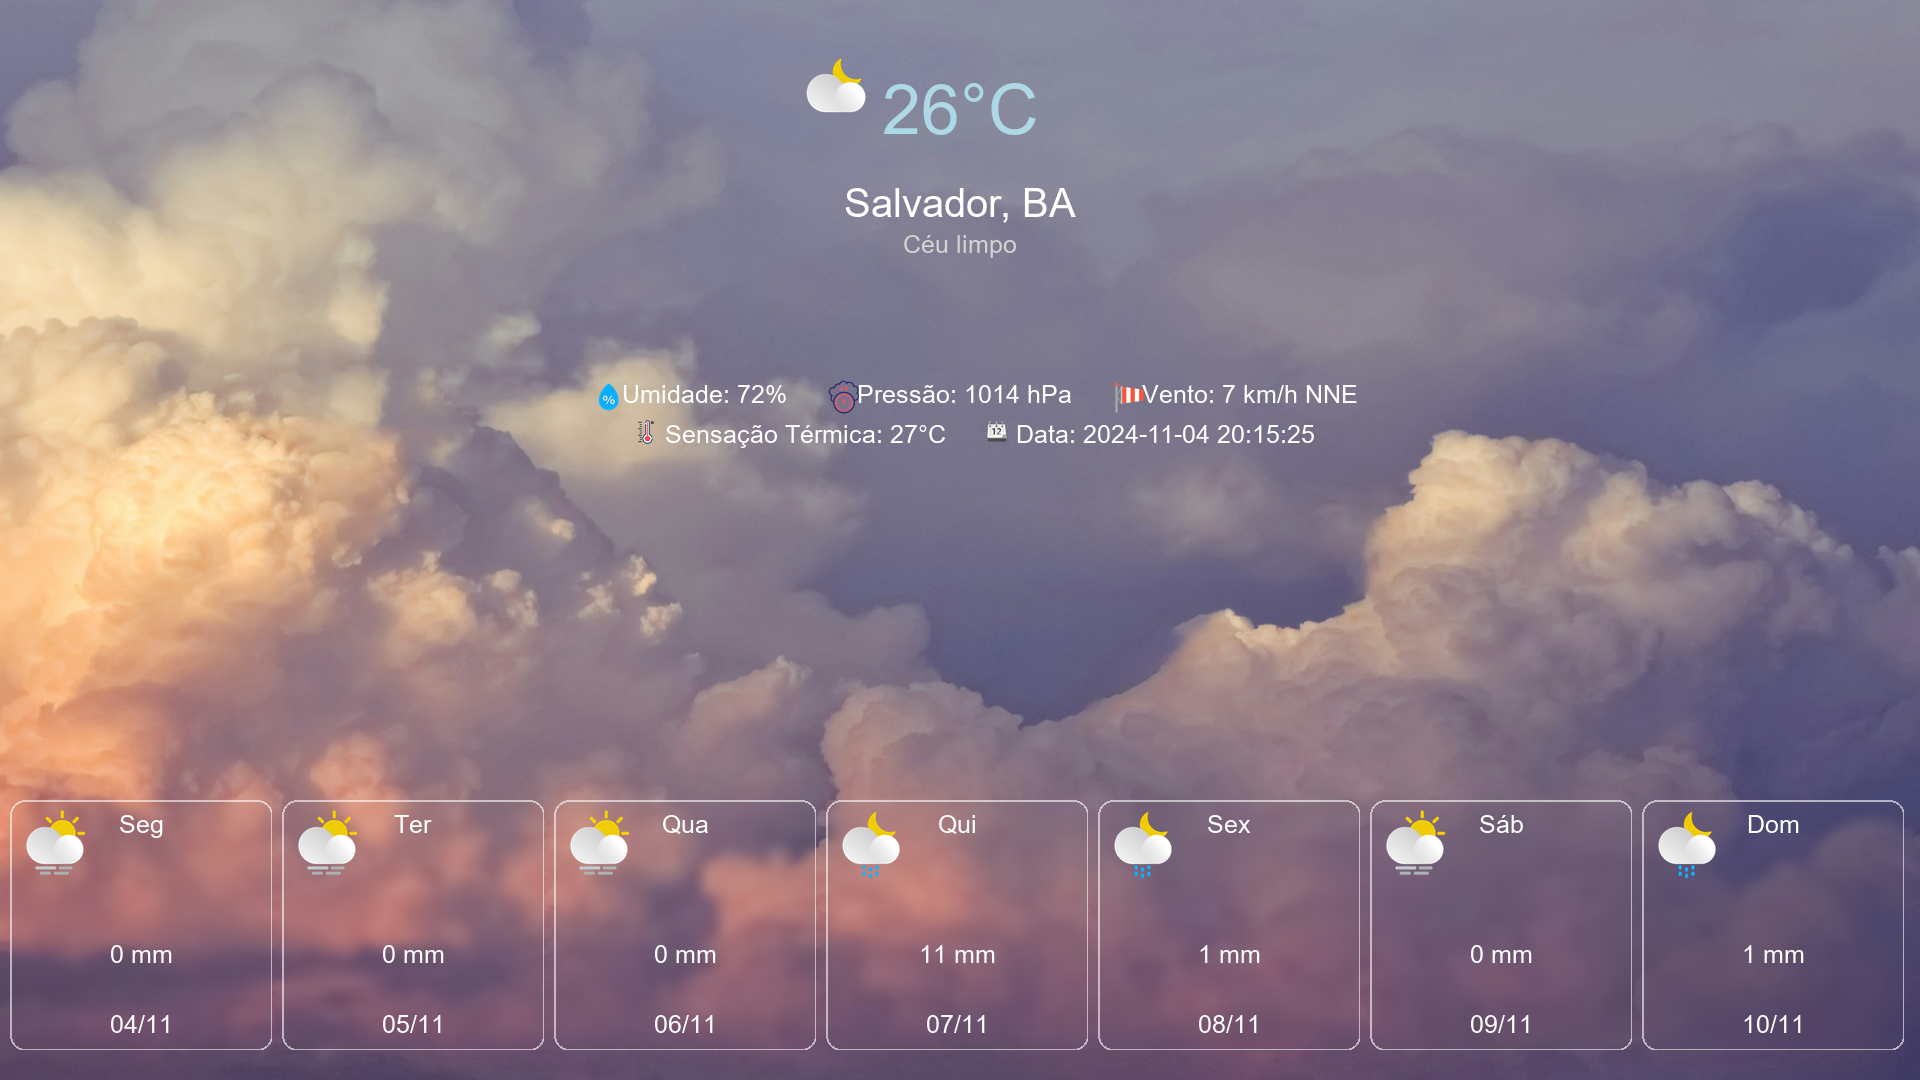 26°C
Salvador, BA
Céu limpo
Umidade: 72% Pressão: 1014 hPa Vento: 7 km/h NNE
Sensação Térmica: 27°C Data: 2024-11-04 20:15:25
Seg Ter Qua Qui Sex Sáb Dom
0 mm 0 mm 0 mm 11 mm 1 mm 0 mm 1 mm
04/11 05/11 06/11 07/11 08/11 09/11 10/11